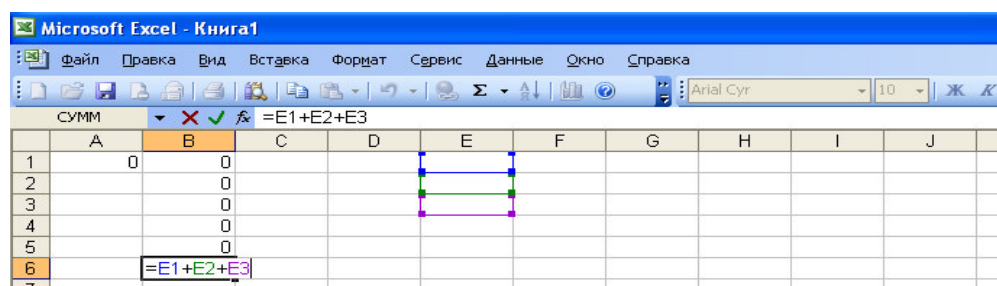 Microsoft Excel - Книга1
Файл Правка Вид Вставка Формат Сервис Данные Окно Справка
Arial Cyr 10 Ж К
СУММ =E1+E2+E3
A B C D E F G H I J
1 0 0
2 0
3 0
4 0
5 0
6 =E1+E2+E3